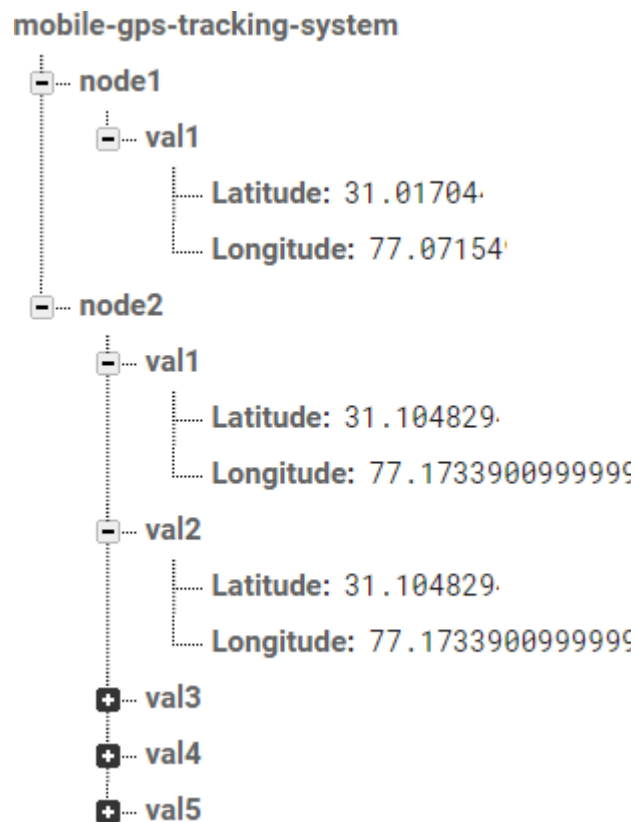 mobile-gps-tracking-system
node1
val1
Latitude: 31.01704
Longitude: 77.07154
node2
val1
Latitude: 31.104829
Longitude: 77.1733900999999
val2
Latitude: 31.104829
Longitude: 77.1733900999999
val3
val4
val5